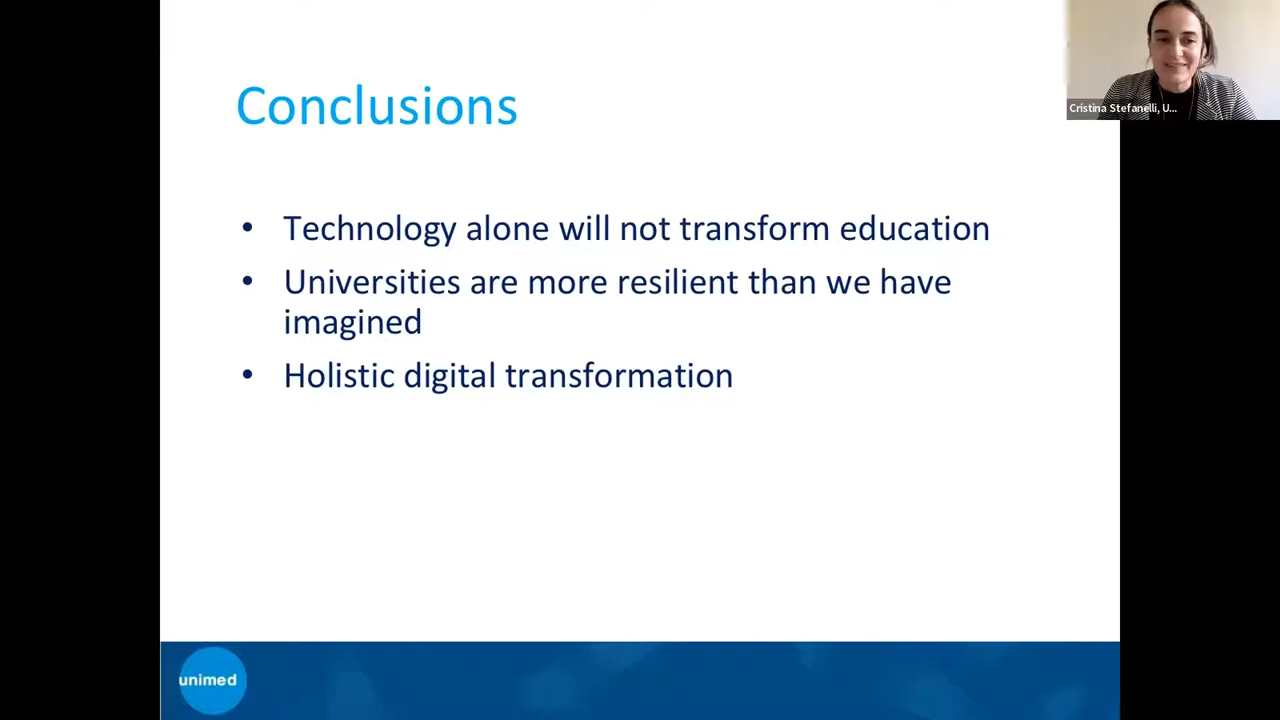 Conclusions
Cristina Stefanelli, U...
• Technology alone will not transform education
• Universities are more resilient than we have
imagined
• Holistic digital transformation
unimed